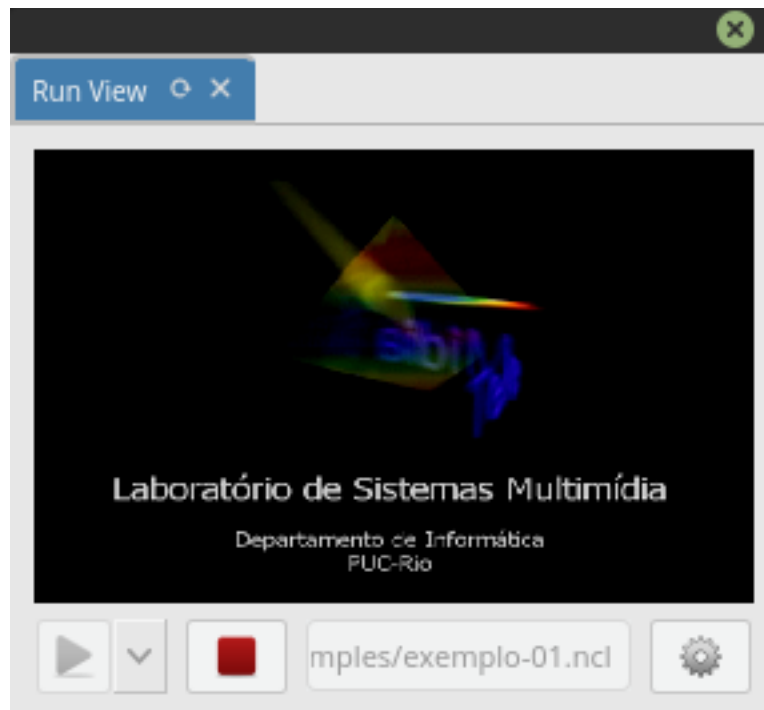 Run View
Laboratório de Sistemas Multimídia
Departamento de Informática
PUC-Rio
mples/exemplo-01.ncl